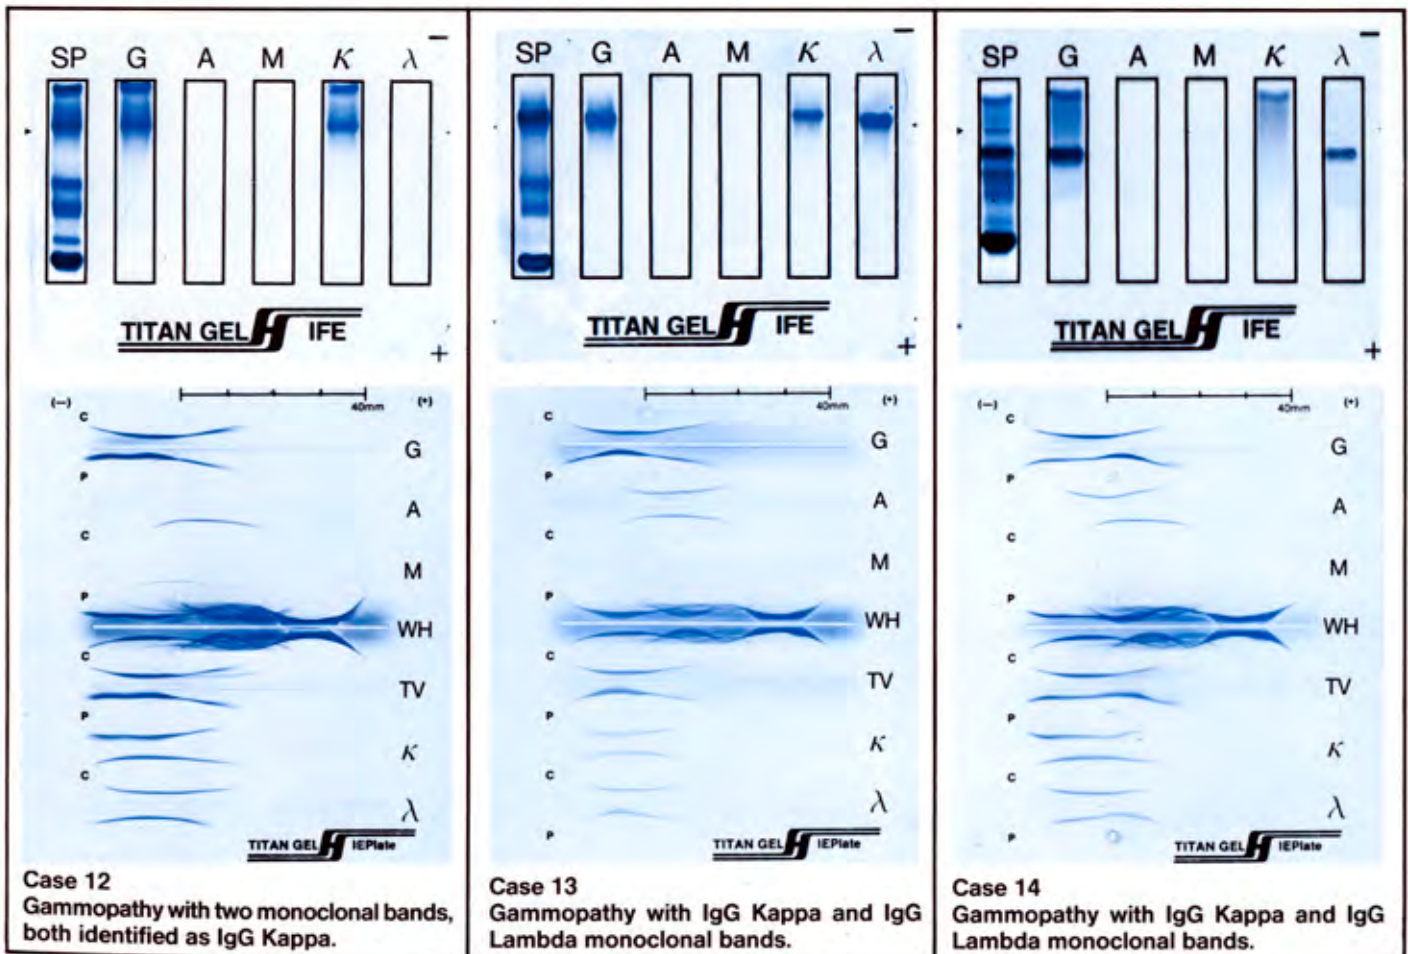 SP G A M K λ −
TITAN GEL H IFE
+
(−) 40mm (+)
C
G
P
A
C
M
P
WH
C
TV
P
κ
C
λ
TITAN GEL H IEPlate
Case 12
Gammopathy with two monoclonal bands,
both identified as IgG Kappa.
SP G A M K λ −
TITAN GEL H IFE
+
(−) 40mm (+)
C
G
P
A
C
M
P
WH
C
TV
P
κ
C
λ
P
TITAN GEL H IEPlate
Case 13
Gammopathy with IgG Kappa and IgG
Lambda monoclonal bands.
SP G A M K λ −
TITAN GEL H IFE
+
(−) 40mm (+)
C
G
P
A
C
M
P
WH
C
TV
P
κ
C
λ
P
TITAN GEL H IEPlate
Case 14
Gammopathy with IgG Kappa and IgG
Lambda monoclonal bands.